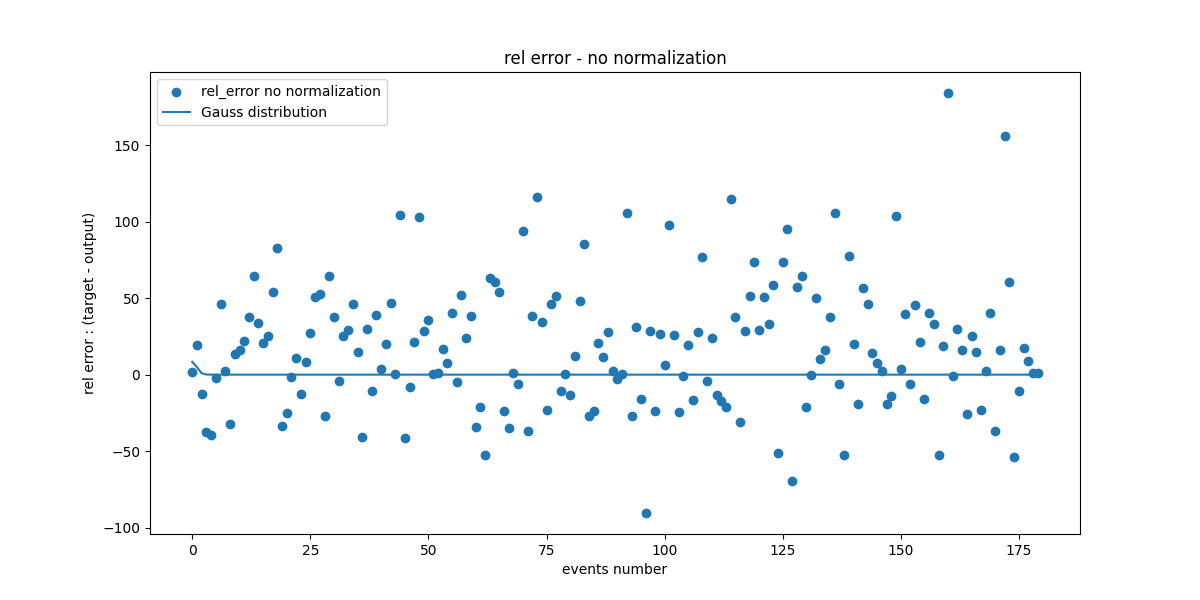 rel error - no normalization
rel_error no normalization
Gauss distribution
rel error : (target - output)
150
100
50
0
−50
−100
0 25 50 75 100 125 150 175
events number